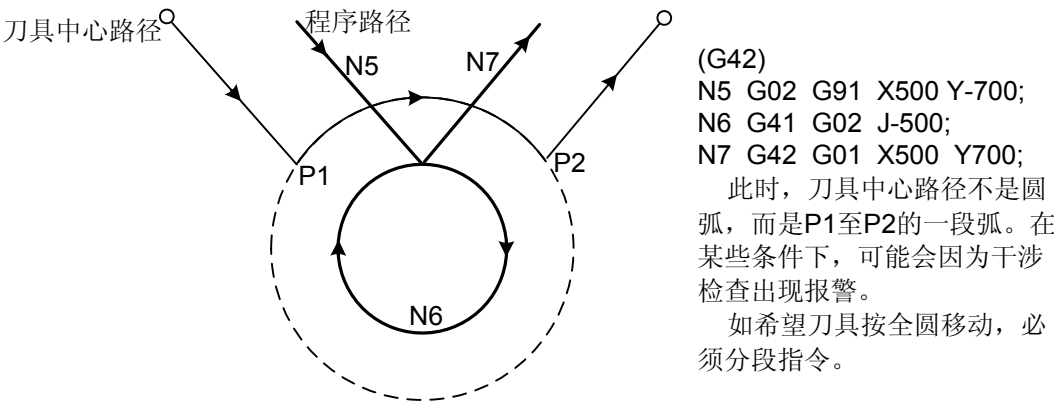 刀具中心路径
程序路径
N5
N7
P1
P2
N6
(G42)
N5 G02 G91 X500 Y-700;
N6 G41 G02 J-500;
N7 G42 G01 X500 Y700;
此时，刀具中心路径不是圆
弧，而是P1至P2的一段弧。在
某些条件下，可能会因为干涉
检查出现报警。
如希望刀具按全圆移动，必
须分段指令。